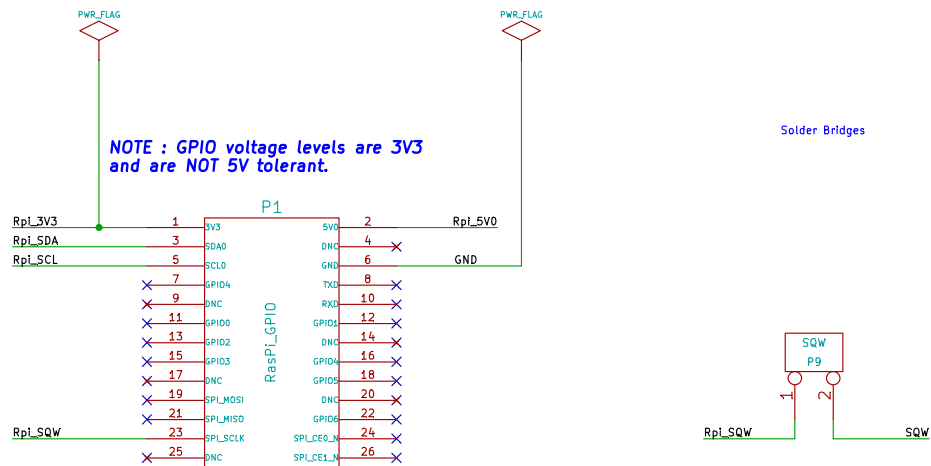 PWR_FLAG PWR_FLAG
Solder Bridges
NOTE : GPIO voltage levels are 3V3
and are NOT 5V tolerant.
P1
Rpi_3V3 1 3V3 5V0 2 Rpi_5V0
Rpi_SDA 3 SDA0 DNC 4
Rpi_SCL 5 SCL0 GND 6 GND
7 GPIO4 TXD 8
9 DNC RXD 10
11 GPIO0 GPIO1 12
13 GPIO2 DNC 14
15 GPIO3 GPIO4 16
17 DNC GPIO5 18
19 SPI_MOSI DNC 20
21 SPI_MISO GPIO6 22
Rpi_SQW 23 SPI_SCLK SPI_CE0_N 24
25 DNC SPI_CE1_N 26
RasPi_GPIO
SQW
P9
1 2
Rpi_SQW SQW